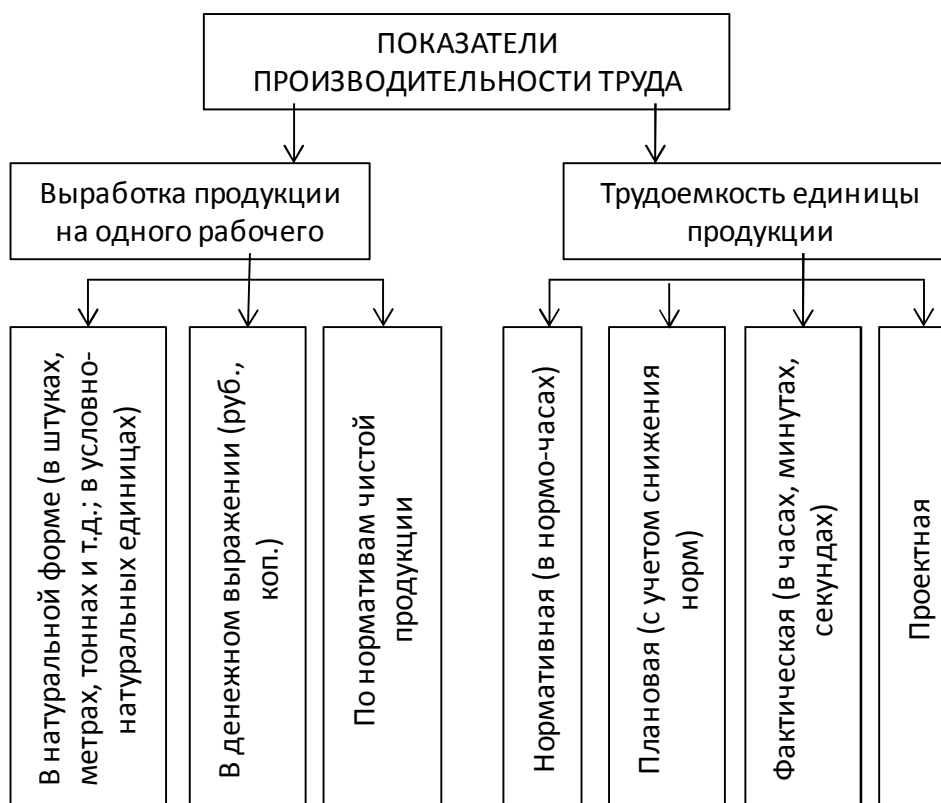 ПОКАЗАТЕЛИ
ПРОИЗВОДИТЕЛЬНОСТИ ТРУДА
Выработка продукции
на одного рабочего
Трудоемкость единицы
продукции
В натуральной форме (в штуках,
метрах, тоннах и т.д.; в условно-
натуральных единицах)
В денежном выражении (руб.,
коп.)
По нормативам чистой
продукции
Нормативная (в нормо-часах)
Плановая (с учетом снижения
норм)
Фактическая (в часах, минутах,
секундах)
Проектная